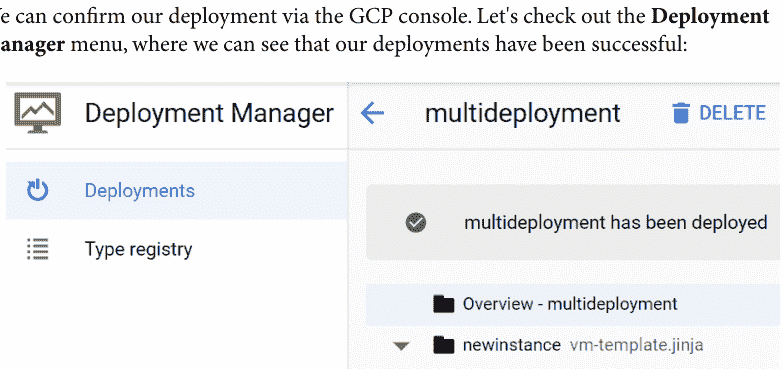 e can confirm our deployment via the GCP console. Let's check out the Deployment
anager menu, where we can see that our deployments have been successful:
Deployment Manager
multideployment
DELETE
Deployments
Type registry
multideployment has been deployed
Overview - multideployment
newinstance vm-template.jinja